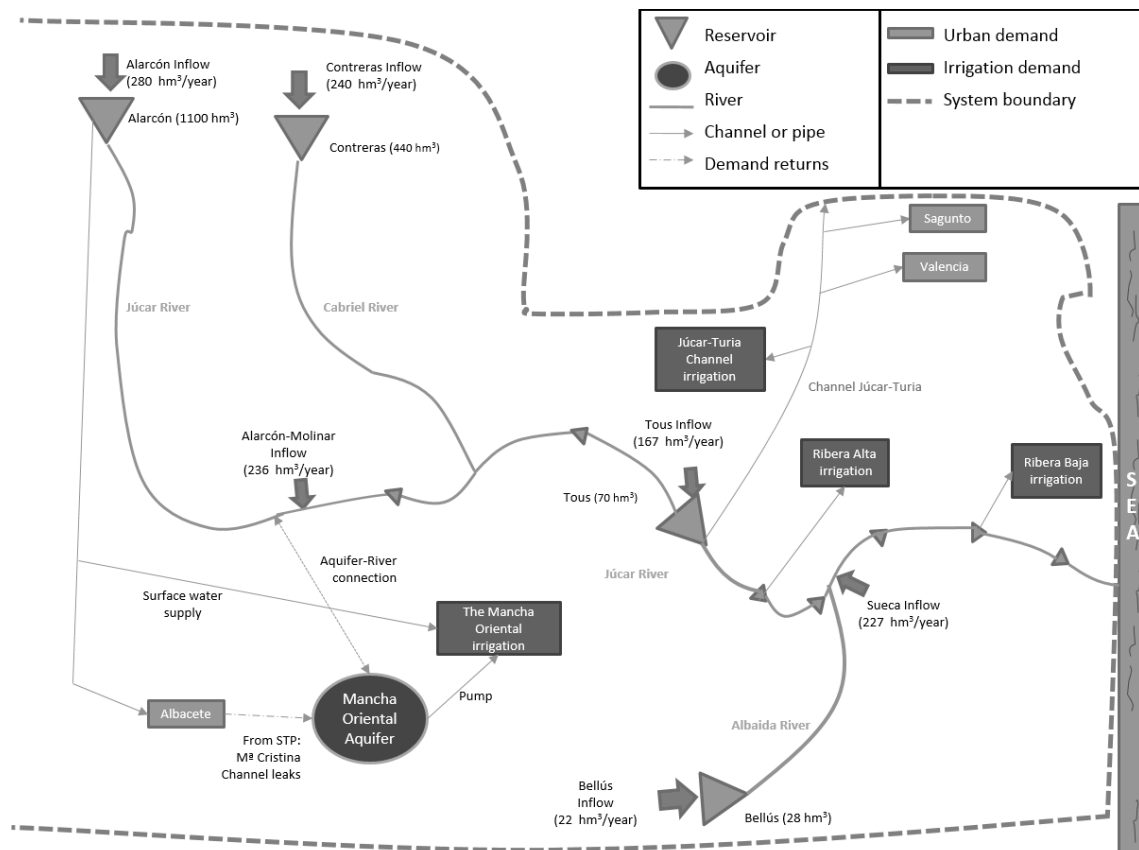 Reservoir
Aquifer
River
Channel or pipe
Demand returns
Urban demand
Irrigation demand
System boundary
Alarcón Inflow
(280 hm³/year)
Alarcón (1100 hm³)
Contreras Inflow
(240 hm³/year)
Contreras (440 hm³)
Sagunto
Valencia
Júcar River
Cabriel River
Júcar-Turia
Channel
irrigation
Channel Júcar-Turia
Alarcón-Molinar
Inflow
(236 hm³/year)
Tous Inflow
(167 hm³/year)
Tous (70 hm³)
Ribera Alta
irrigation
Ribera Baja
irrigation
SEA
Aquifer-River
connection
Júcar River
Surface water
supply
The Mancha
Oriental
irrigation
Sueca Inflow
(227 hm³/year)
Pump
Albacete
Mancha
Oriental
Aquifer
From STP:
Mª Cristina
Channel leaks
Albaida River
Bellús
Inflow
(22 hm³/year)
Bellús (28 hm³)